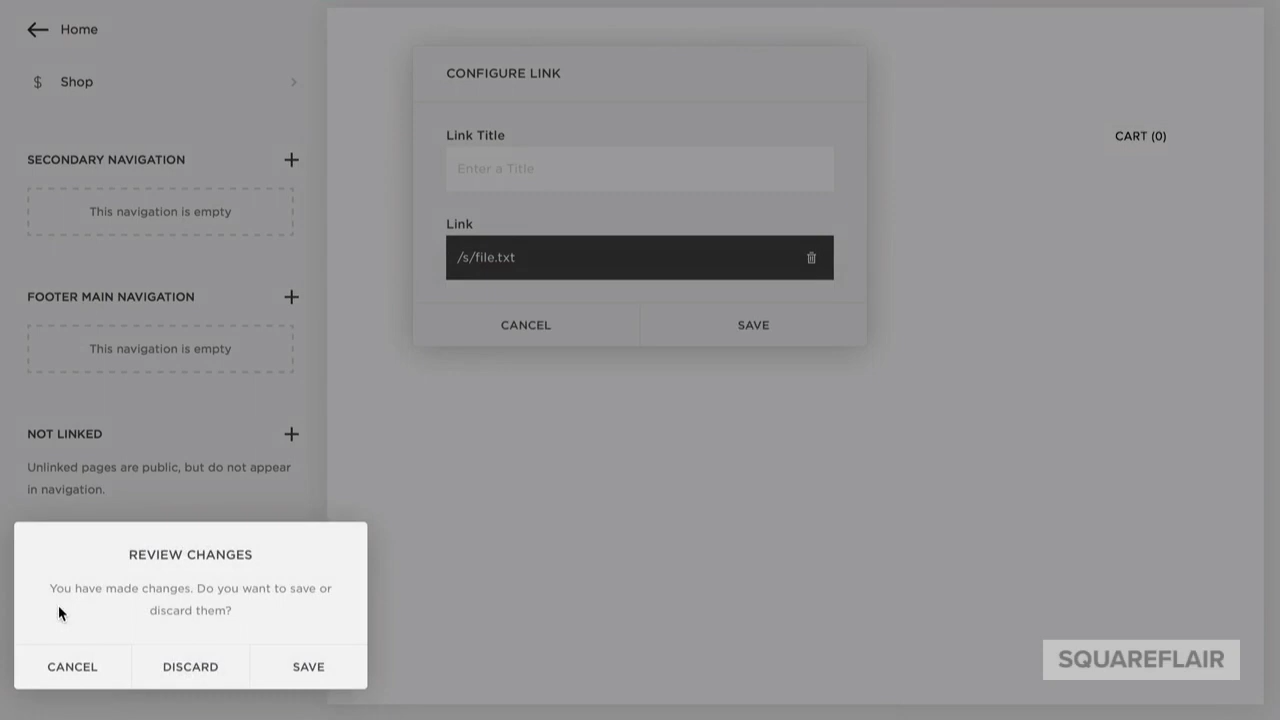 Home
$ Shop
SECONDARY NAVIGATION
This navigation is empty
FOOTER MAIN NAVIGATION
This navigation is empty
NOT LINKED
Unlinked pages are public, but do not appear
in navigation.
CONFIGURE LINK
Link Title
Enter a Title
Link
/s/file.txt
CANCEL SAVE
CART (0)
REVIEW CHANGES
You have made changes. Do you want to save or
discard them?
CANCEL DISCARD SAVE
SQUAREFLAIR